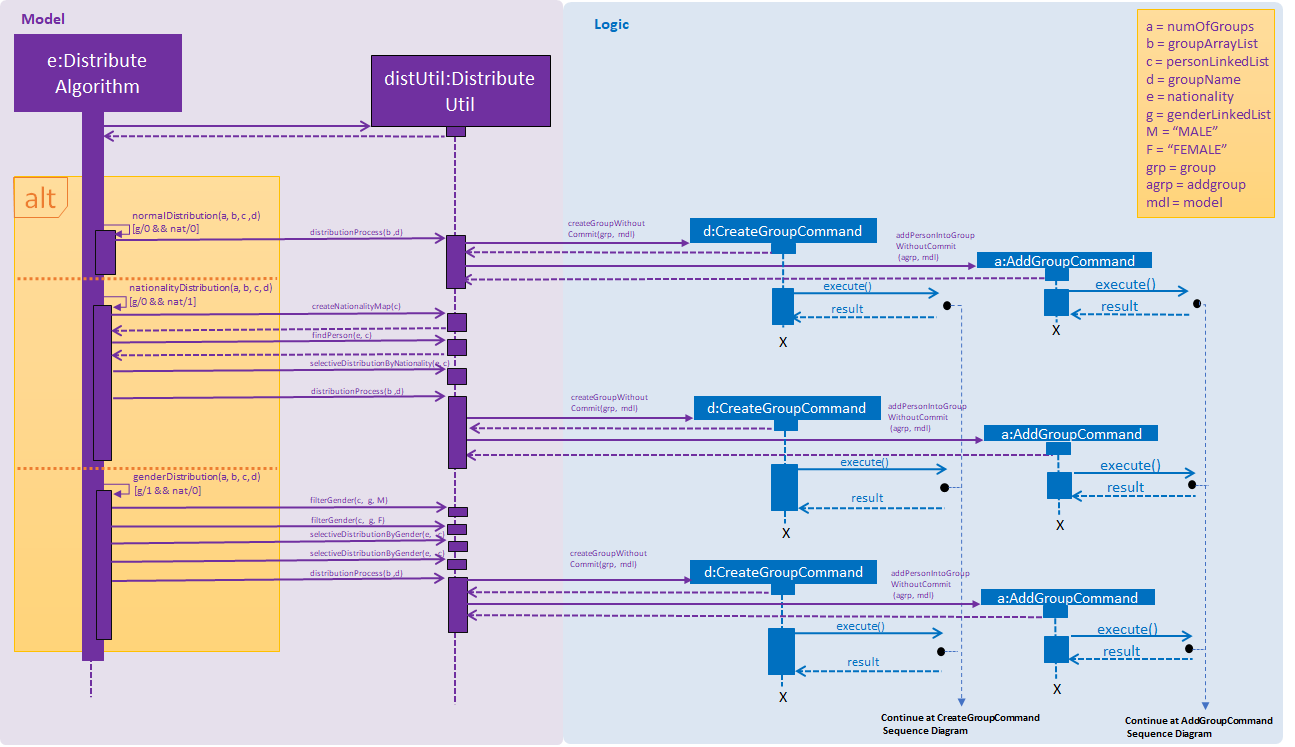 Model
Logic
e:Distribute
Algorithm
distUtil:Distribute
Util
a = numOfGroups
b = groupArrayList
c = personLinkedList
d = groupName
e = nationality
g = genderLinkedList
M = “MALE”
F = “FEMALE”
grp = group
agrp = addgroup
mdl = model
alt
normalDistribution(a, b, c ,d)
[g/0 && nat/0]
distributionProcess(b ,d)
createGroupWithout
Commit(grp, mdl)
d:CreateGroupCommand
addPersonIntoGroup
WithoutCommit
(agrp, mdl)
a:AddGroupCommand
execute()
result
X
execute()
result
X
nationalityDistribution(a, b, c, d)
[g/0 && nat/1]
createNationalityMap(c)
findPerson(e, c)
selectiveDistributionByNationality(e, c)
distributionProcess(b ,d)
createGroupWithout
Commit(grp, mdl)
d:CreateGroupCommand
addPersonIntoGroup
WithoutCommit
(agrp, mdl)
a:AddGroupCommand
execute()
result
X
execute()
result
X
genderDistribution(a, b, c, d)
[g/1 && nat/0]
filterGender(c, g, M)
filterGender(c, g, F)
selectiveDistributionByGender(e, c)
selectiveDistributionByGender(e, c)
distributionProcess(b ,d)
createGroupWithout
Commit(grp, mdl)
d:CreateGroupCommand
addPersonIntoGroup
WithoutCommit
(agrp, mdl)
a:AddGroupCommand
execute()
result
X
execute()
result
X
Continue at CreateGroupCommand
Sequence Diagram
Continue at AddGroupCommand
Sequence Diagram